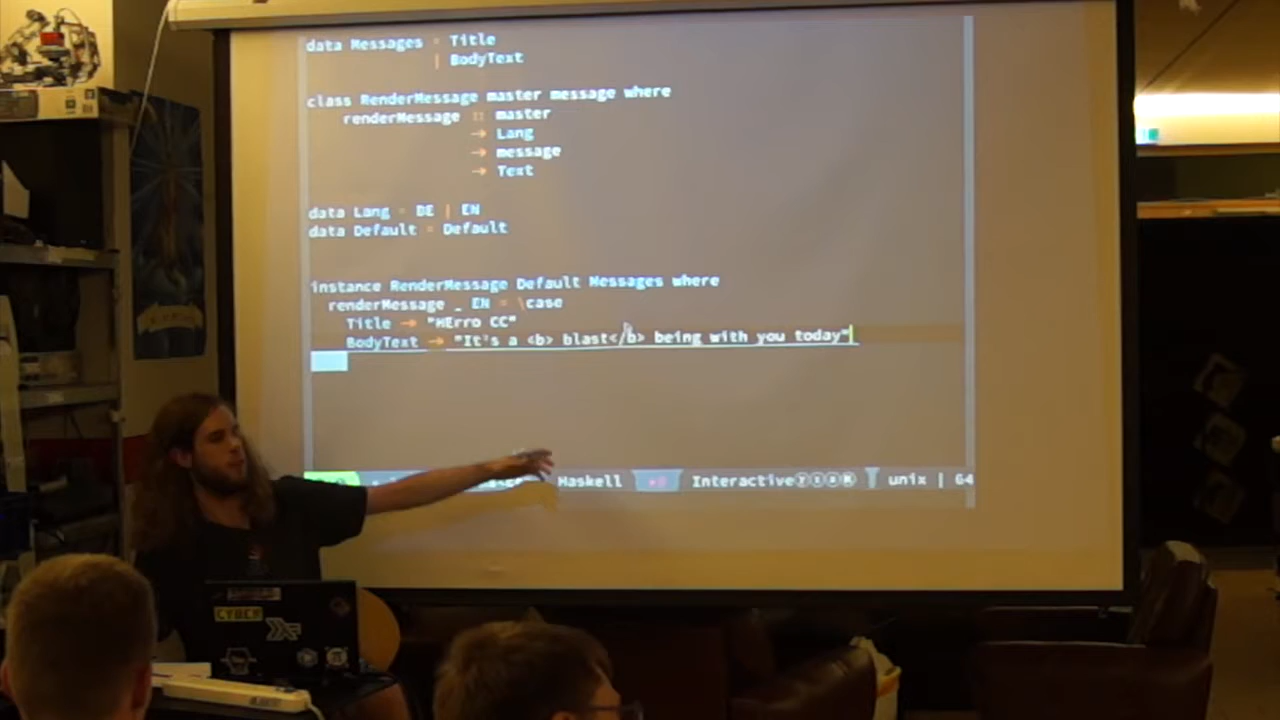 data Messages = Title
| BodyText
class RenderMessage master message where
renderMessage :: master
→ Lang
→ message
→ Text
data Lang = DE | EN
data Default = Default
instance RenderMessage Default Messages where
renderMessage _ EN = \case
Title → "HErro CC"
BodyText → "It's a <b> blast</b> being with you today"
Haskell
Interactive
unix | 64
CYBER